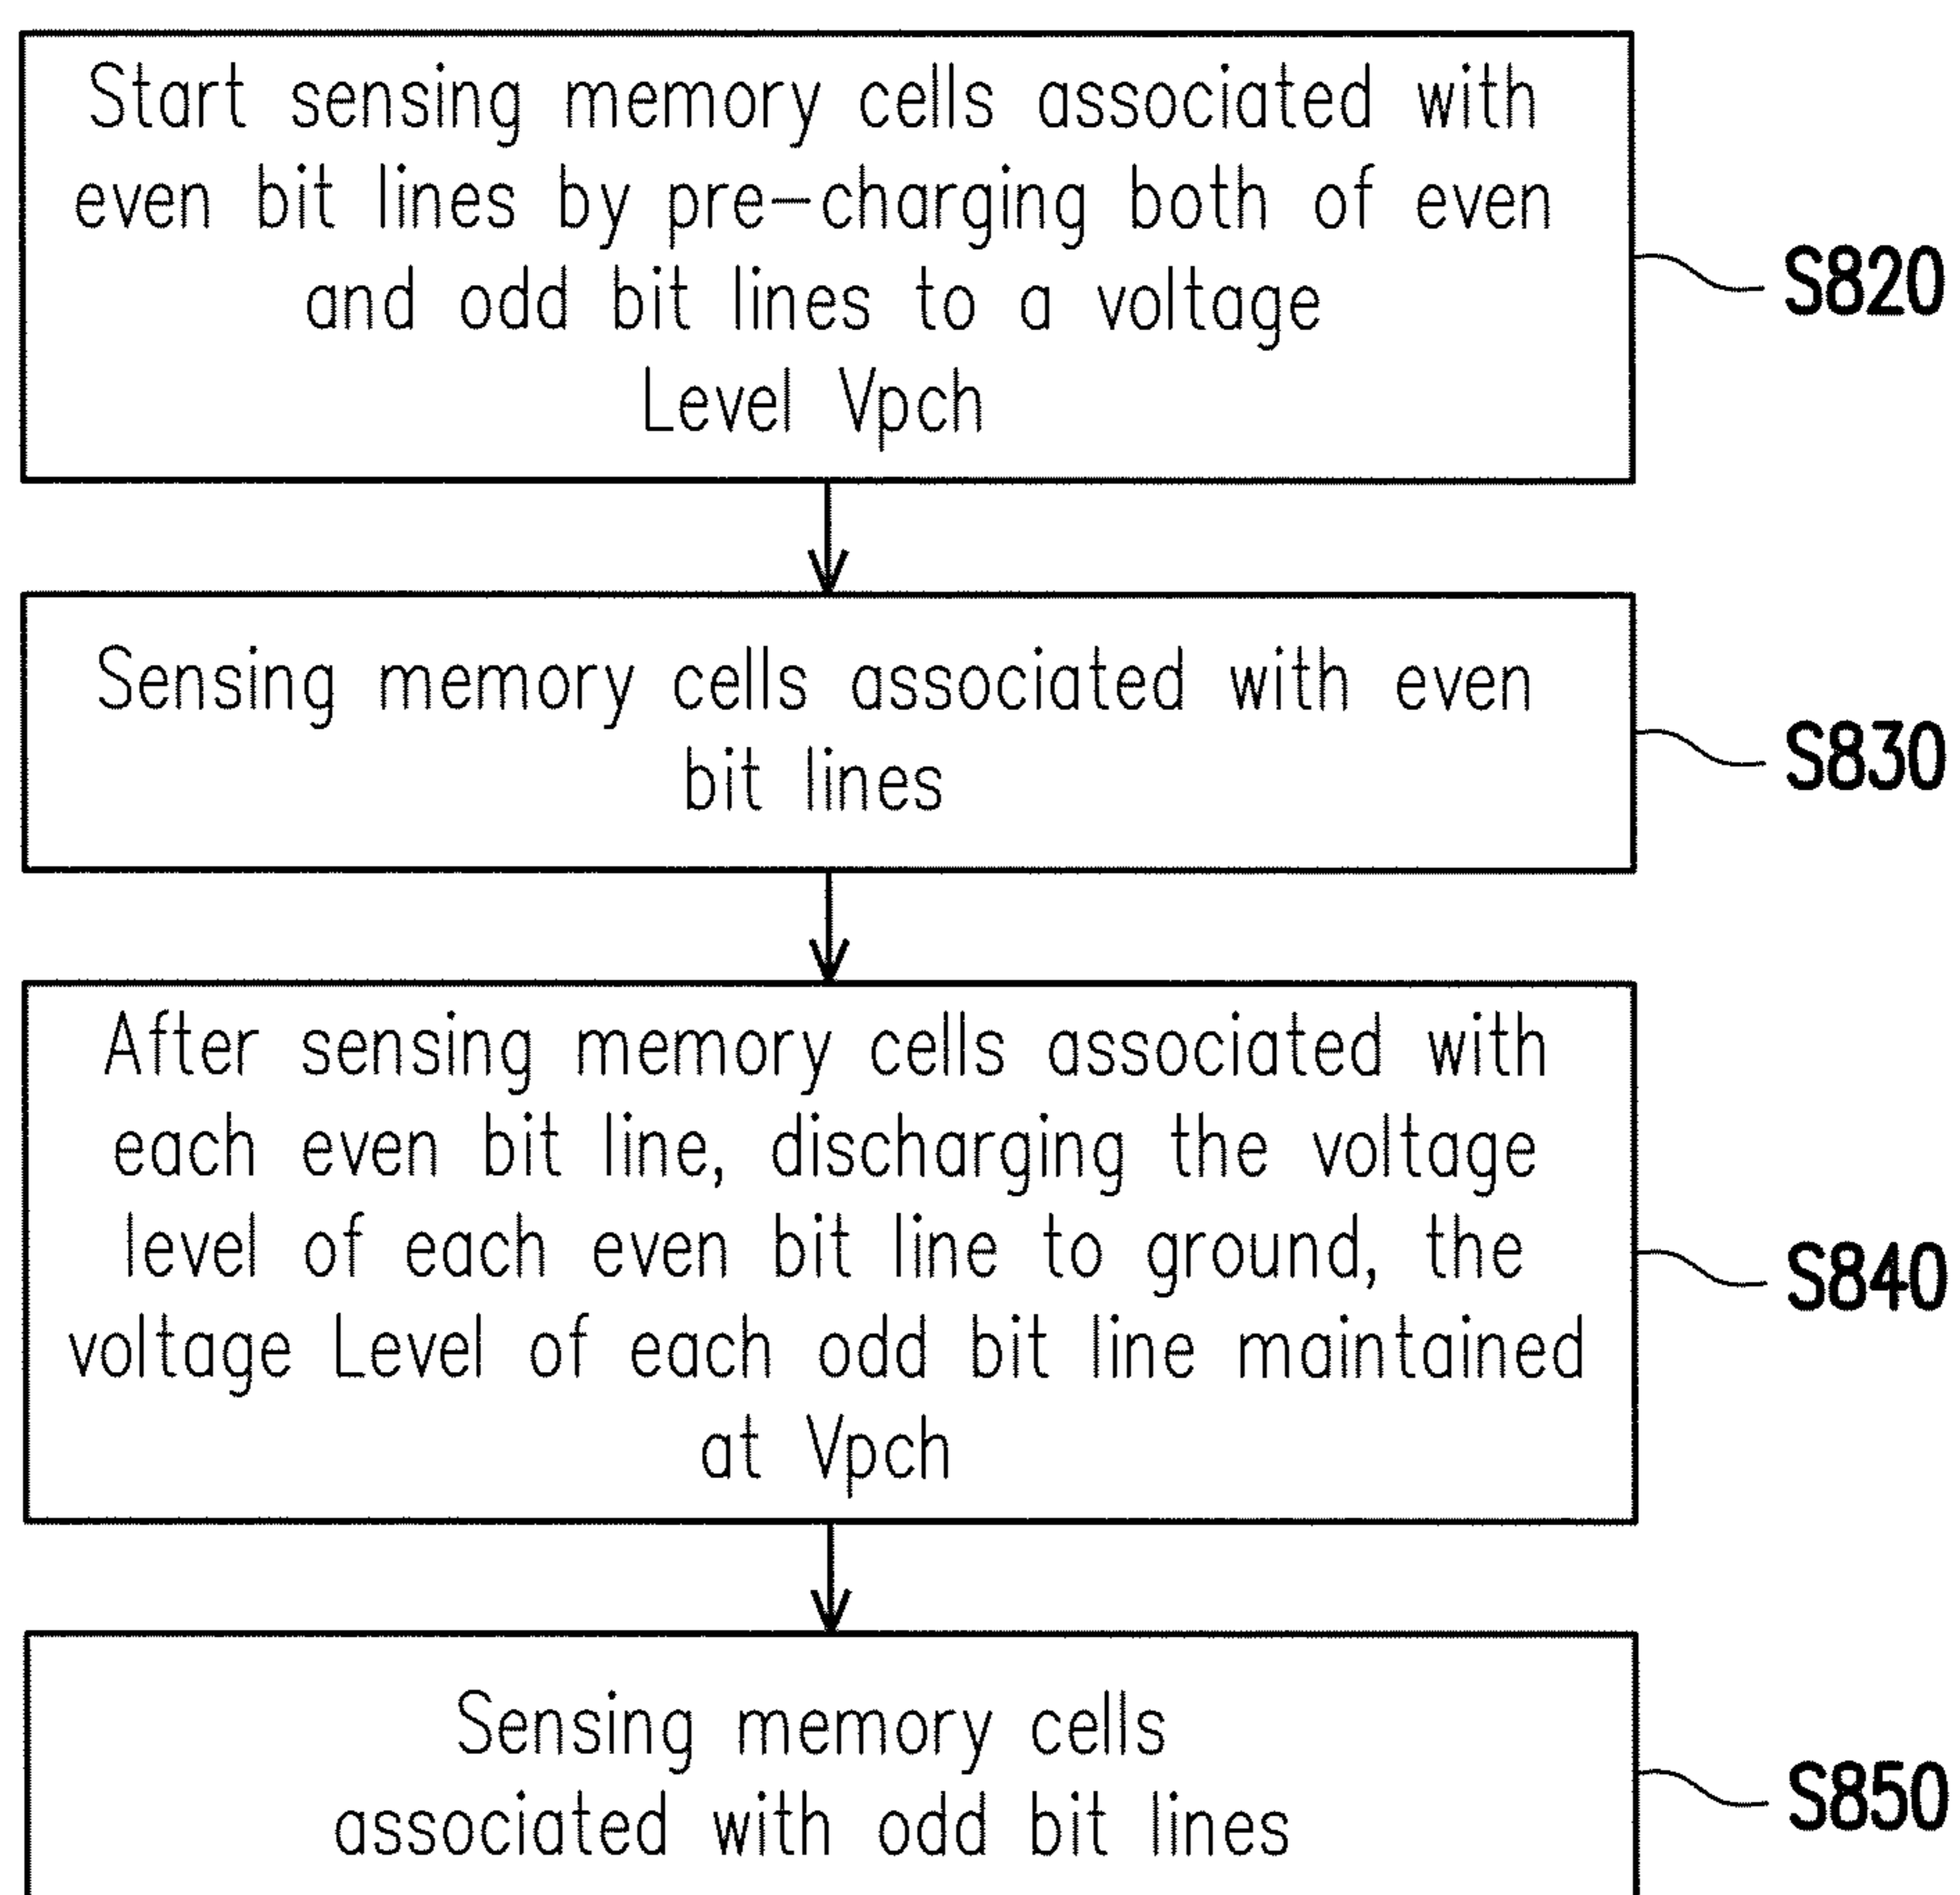 Start sensing memory cells associated with
even bit lines by pre-charging both of even
and odd bit lines to a voltage
Level Vpch
S820
Sensing memory cells associated with even
bit lines
S830
After sensing memory cells associated with
each even bit line, discharging the voltage
level of each even bit line to ground, the
voltage Level of each odd bit line maintained
at Vpch
S840
Sensing memory cells
associated with odd bit lines
S850